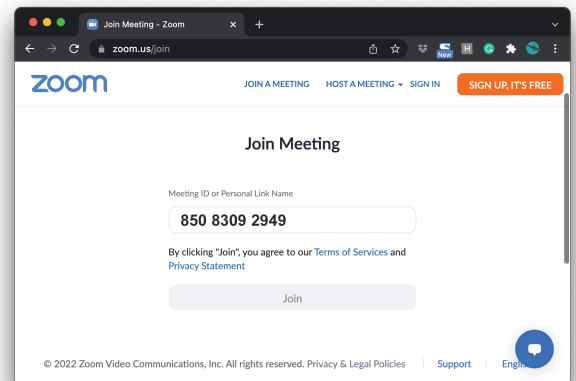 Join Meeting - Zoom
zoom.us/join
New
H
G
zoom
JOIN A MEETING HOST A MEETING SIGN IN SIGN UP, IT'S FREE
Join Meeting
Meeting ID or Personal Link Name
850 8309 2949
By clicking "Join", you agree to our Terms of Services and
Privacy Statement
Join
© 2022 Zoom Video Communications, Inc. All rights reserved. Privacy & Legal Policies Support